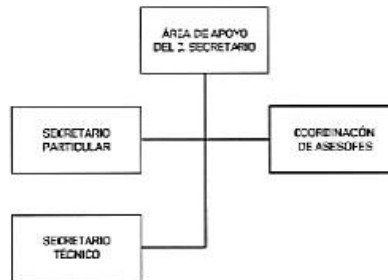 ÁREA DE APOYO
DEL C. SECRETARIO
SECRETARIO
PARTICULAR
COORDINACIÓN
DE ASESORES
SECRETARIO
TÉCNICO